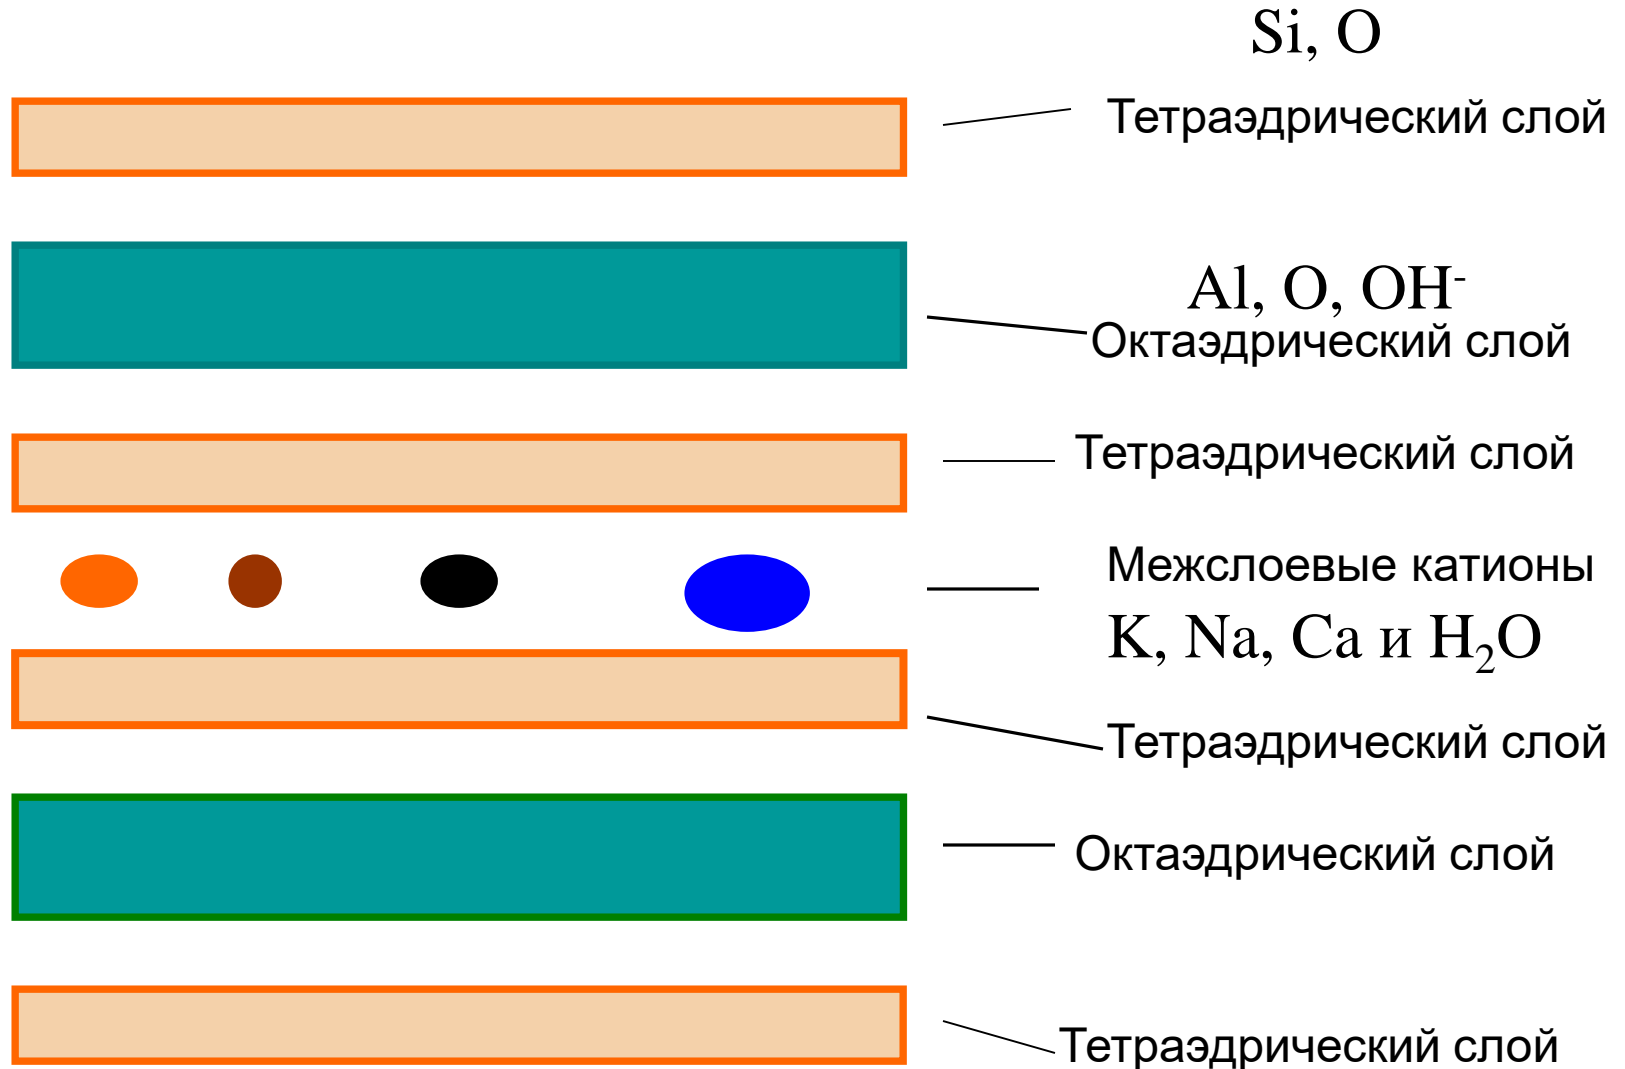 Si, O
Тетраэдрический слой
Al, O, OH⁻
Октаэдрический слой
Тетраэдрический слой
Межслоевые катионы
K, Na, Ca и H₂O
Тетраэдрический слой
Октаэдрический слой
Тетраэдрический слой